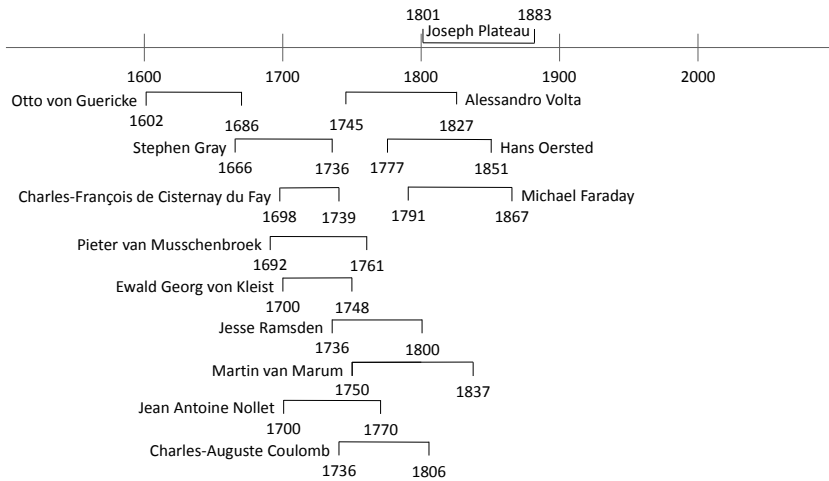 1801 1883
Joseph Plateau
1600 1700 1800 1900 2000
Otto von Guericke Alessandro Volta
1602 1686 1745 1827
Stephen Gray Hans Oersted
1666 1736 1777 1851
Charles-François de Cisternay du Fay Michael Faraday
1698 1739 1791 1867
Pieter van Musschenbroek
1692 1761
Ewald Georg von Kleist
1700 1748
Jesse Ramsden
1736 1800
Martin van Marum
1750 1837
Jean Antoine Nollet
1700 1770
Charles-Auguste Coulomb
1736 1806